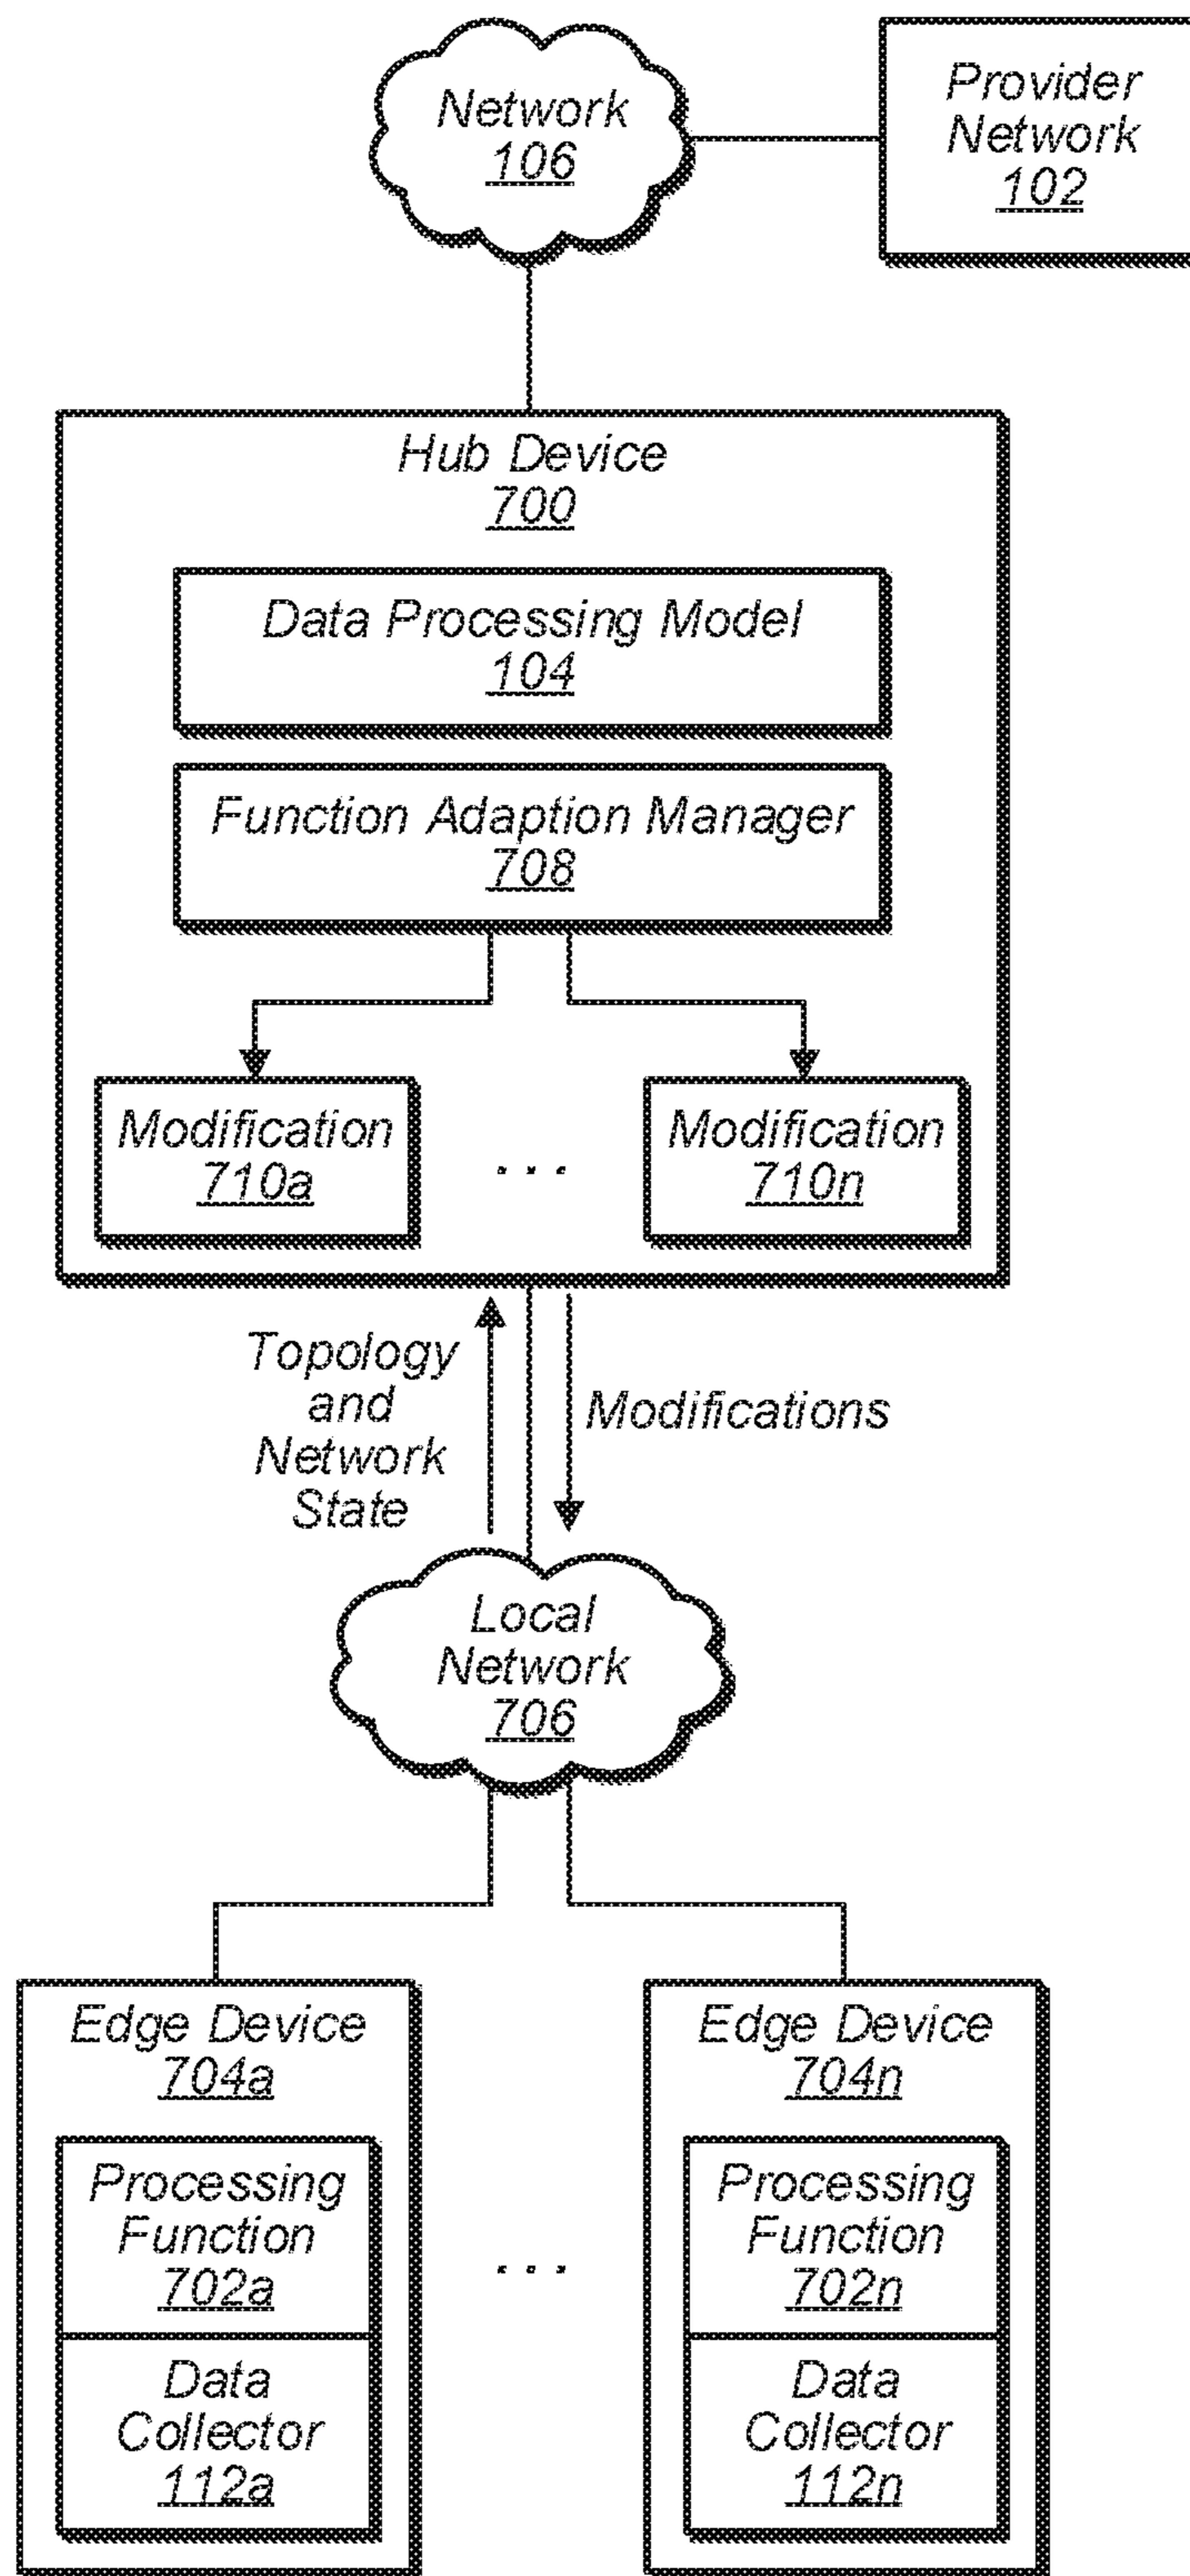 Network
106
Provider
Network
102
Hub Device
700
Data Processing Model
104
Function Adaption Manager
708
Modification
710a
. . .
Modification
710n
Topology
and
Network
State
Modifications
Local
Network
706
Edge Device
704a
Processing
Function
702a
Data
Collector
112a
. . .
Edge Device
704n
Processing
Function
702n
Data
Collector
112n